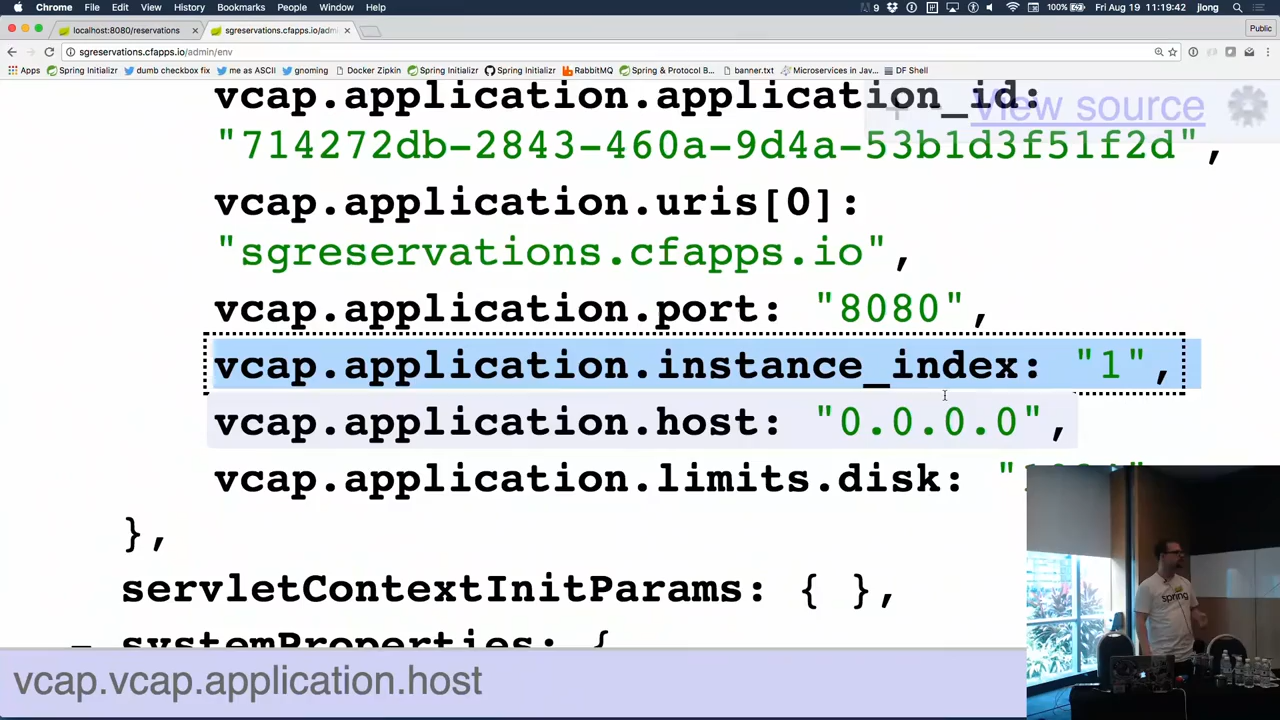 Chrome File Edit View History Bookmarks People Window Help
9 100% Fri Aug 19 11:19:42 jlong
localhost:8080/reservations
sgreservations.cfapps.io/adm
Public
sgreservations.cfapps.io/admin/env
Apps Spring Initializr dumb checkbox fix me as ASCII gnoming Docker Zipkin Spring Initializr Spring Initializr RabbitMQ Spring & Protocol B... banner.txt Microservices in Jav... DF Shell
+ - View source
vcap.application.application_id:
"714272db-2843-460a-9d4a-53b1d3f51f2d",
vcap.application.uris[0]:
"sgreservations.cfapps.io",
vcap.application.port: "8080",
vcap.application.instance_index: "1",
vcap.application.host: "0.0.0.0",
vcap.application.limits.disk:
},
servletContextInitParams: { },
- systemProperties: {
vcap.vcap.application.host
spring